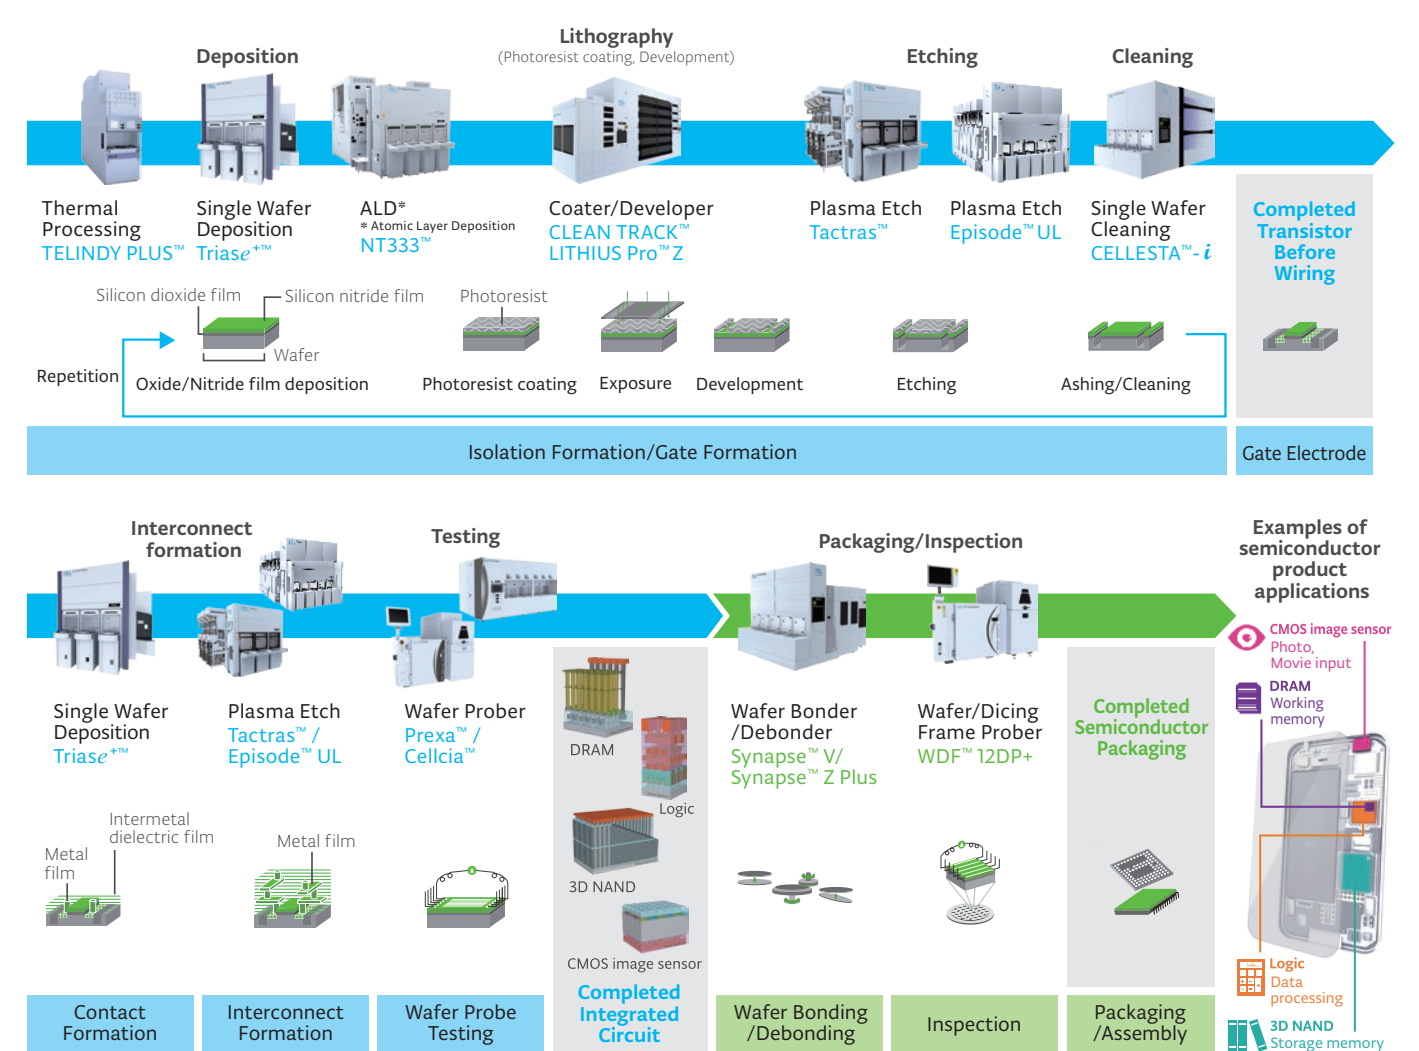 Deposition
Lithography
(Photoresist coating, Development)
Etching
Cleaning
Thermal
Processing
TELINDY PLUS™
Single Wafer
Deposition
Triase+™
ALD*
* Atomic Layer Deposition
NT333™
Coater/Developer
CLEAN TRACK™
LITHIUS Pro™ Z
Plasma Etch
Tactras™
Plasma Etch
Episode™ UL
Single Wafer
Cleaning
CELLESTA™-i
Completed
Transistor
Before
Wiring
Silicon dioxide film
Silicon nitride film
Wafer
Photoresist
Repetition
Oxide/Nitride film deposition
Photoresist coating
Exposure
Development
Etching
Ashing/Cleaning
Isolation Formation/Gate Formation
Gate Electrode
Interconnect
formation
Testing
Packaging/Inspection
Examples of
semiconductor
product
applications
Single Wafer
Deposition
Triase+™
Plasma Etch
Tactras™ /
Episode™ UL
Wafer Prober
Prexa™ /
Cellcia™
DRAM
Logic
3D NAND
CMOS image sensor
Completed
Integrated
Circuit
Wafer Bonder
/Debonder
Synapse™ V/
Synapse™ Z Plus
Wafer/Dicing
Frame Prober
WDF™ 12DP+
Completed
Semiconductor
Packaging
CMOS image sensor
Photo,
Movie input
DRAM
Working
memory
Logic
Data
processing
3D NAND
Storage memory
Metal
film
Intermetal
dielectric film
Metal film
Contact
Formation
Interconnect
Formation
Wafer Probe
Testing
Wafer Bonding
/Debonding
Inspection
Packaging
/Assembly